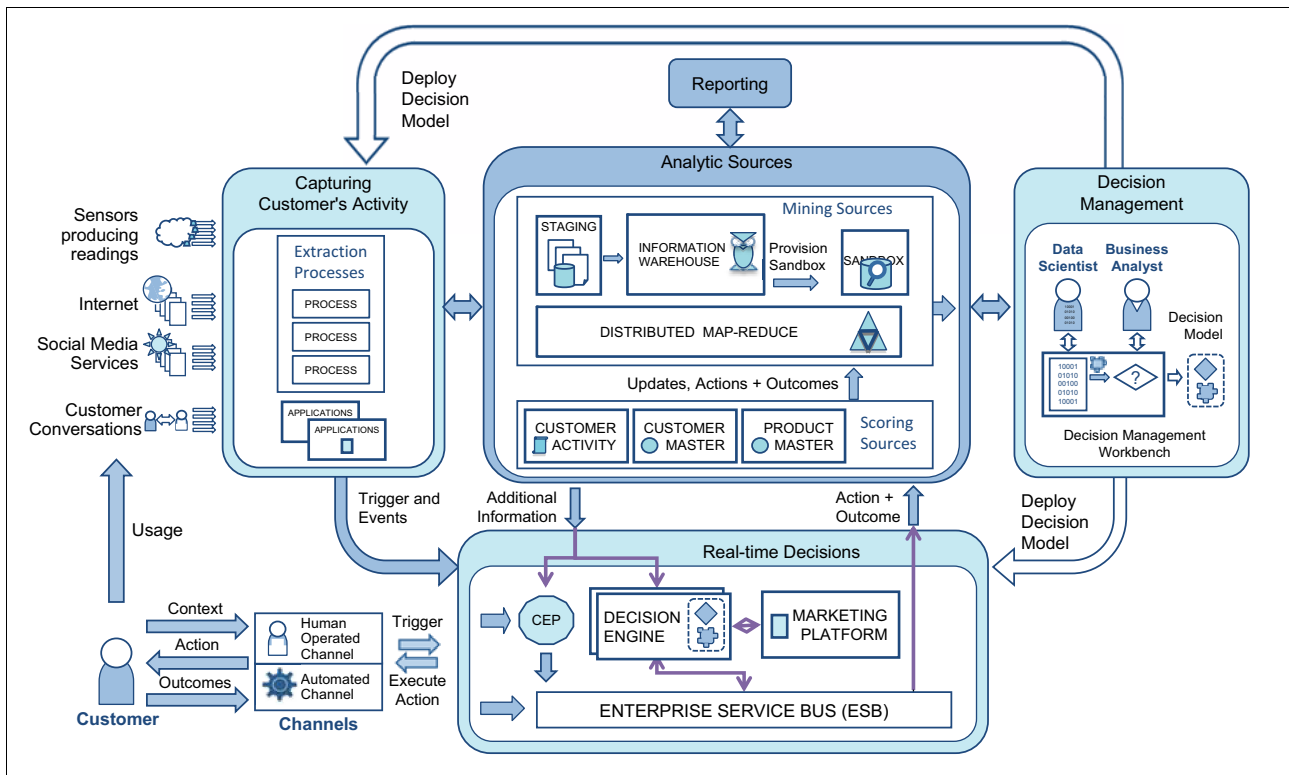 Deploy
Decision
Model
Reporting
Capturing
Customer's Activity
Analytic Sources
Decision
Management
Sensors
producing
readings
Internet
Social Media
Services
Customer
Conversations
Extraction
Processes
PROCESS
PROCESS
PROCESS
APPLICATIONS
APPLICATIONS
Mining Sources
STAGING
INFORMATION
WAREHOUSE
Provision
Sandbox
SANDBOX
DISTRIBUTED MAP-REDUCE
Updates, Actions + Outcomes
CUSTOMER
ACTIVITY
CUSTOMER
MASTER
PRODUCT
MASTER
Scoring
Sources
Data
Scientist
Business
Analyst
10001
01010
00100
01010
Decision
Model
10001
01010
00100
01010
10001
?
Decision Management
Workbench
Usage
Trigger and
Events
Additional
Information
Action +
Outcome
Deploy
Decision
Model
Real-time Decisions
CEP
DECISION
ENGINE
MARKETING
PLATFORM
ENTERPRISE SERVICE BUS (ESB)
Context
Action
Outcomes
Customer
Human
Operated
Channel
Automated
Channel
Channels
Trigger
Execute
Action